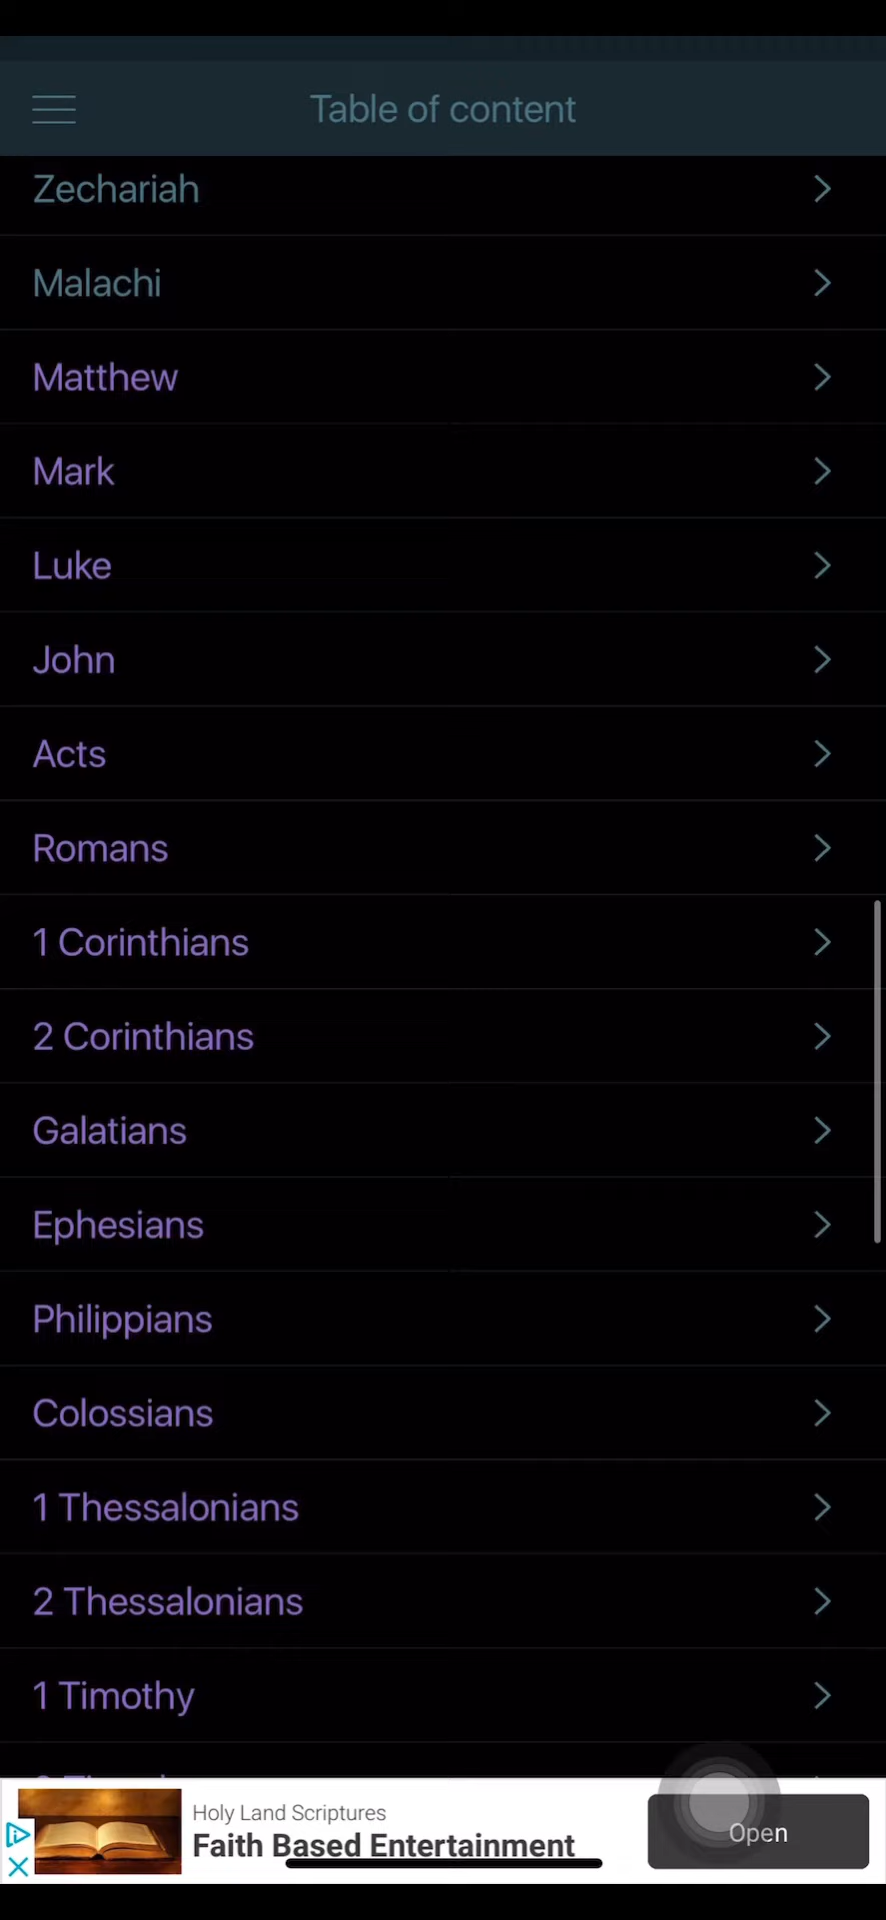 Table of content
Zechariah
Malachi
Matthew
Mark
Luke
John
Acts
Romans
1 Corinthians
2 Corinthians
Galatians
Ephesians
Philippians
Colossians
1 Thessalonians
2 Thessalonians
1 Timothy
Holy Land Scriptures
Faith Based Entertainment
Open